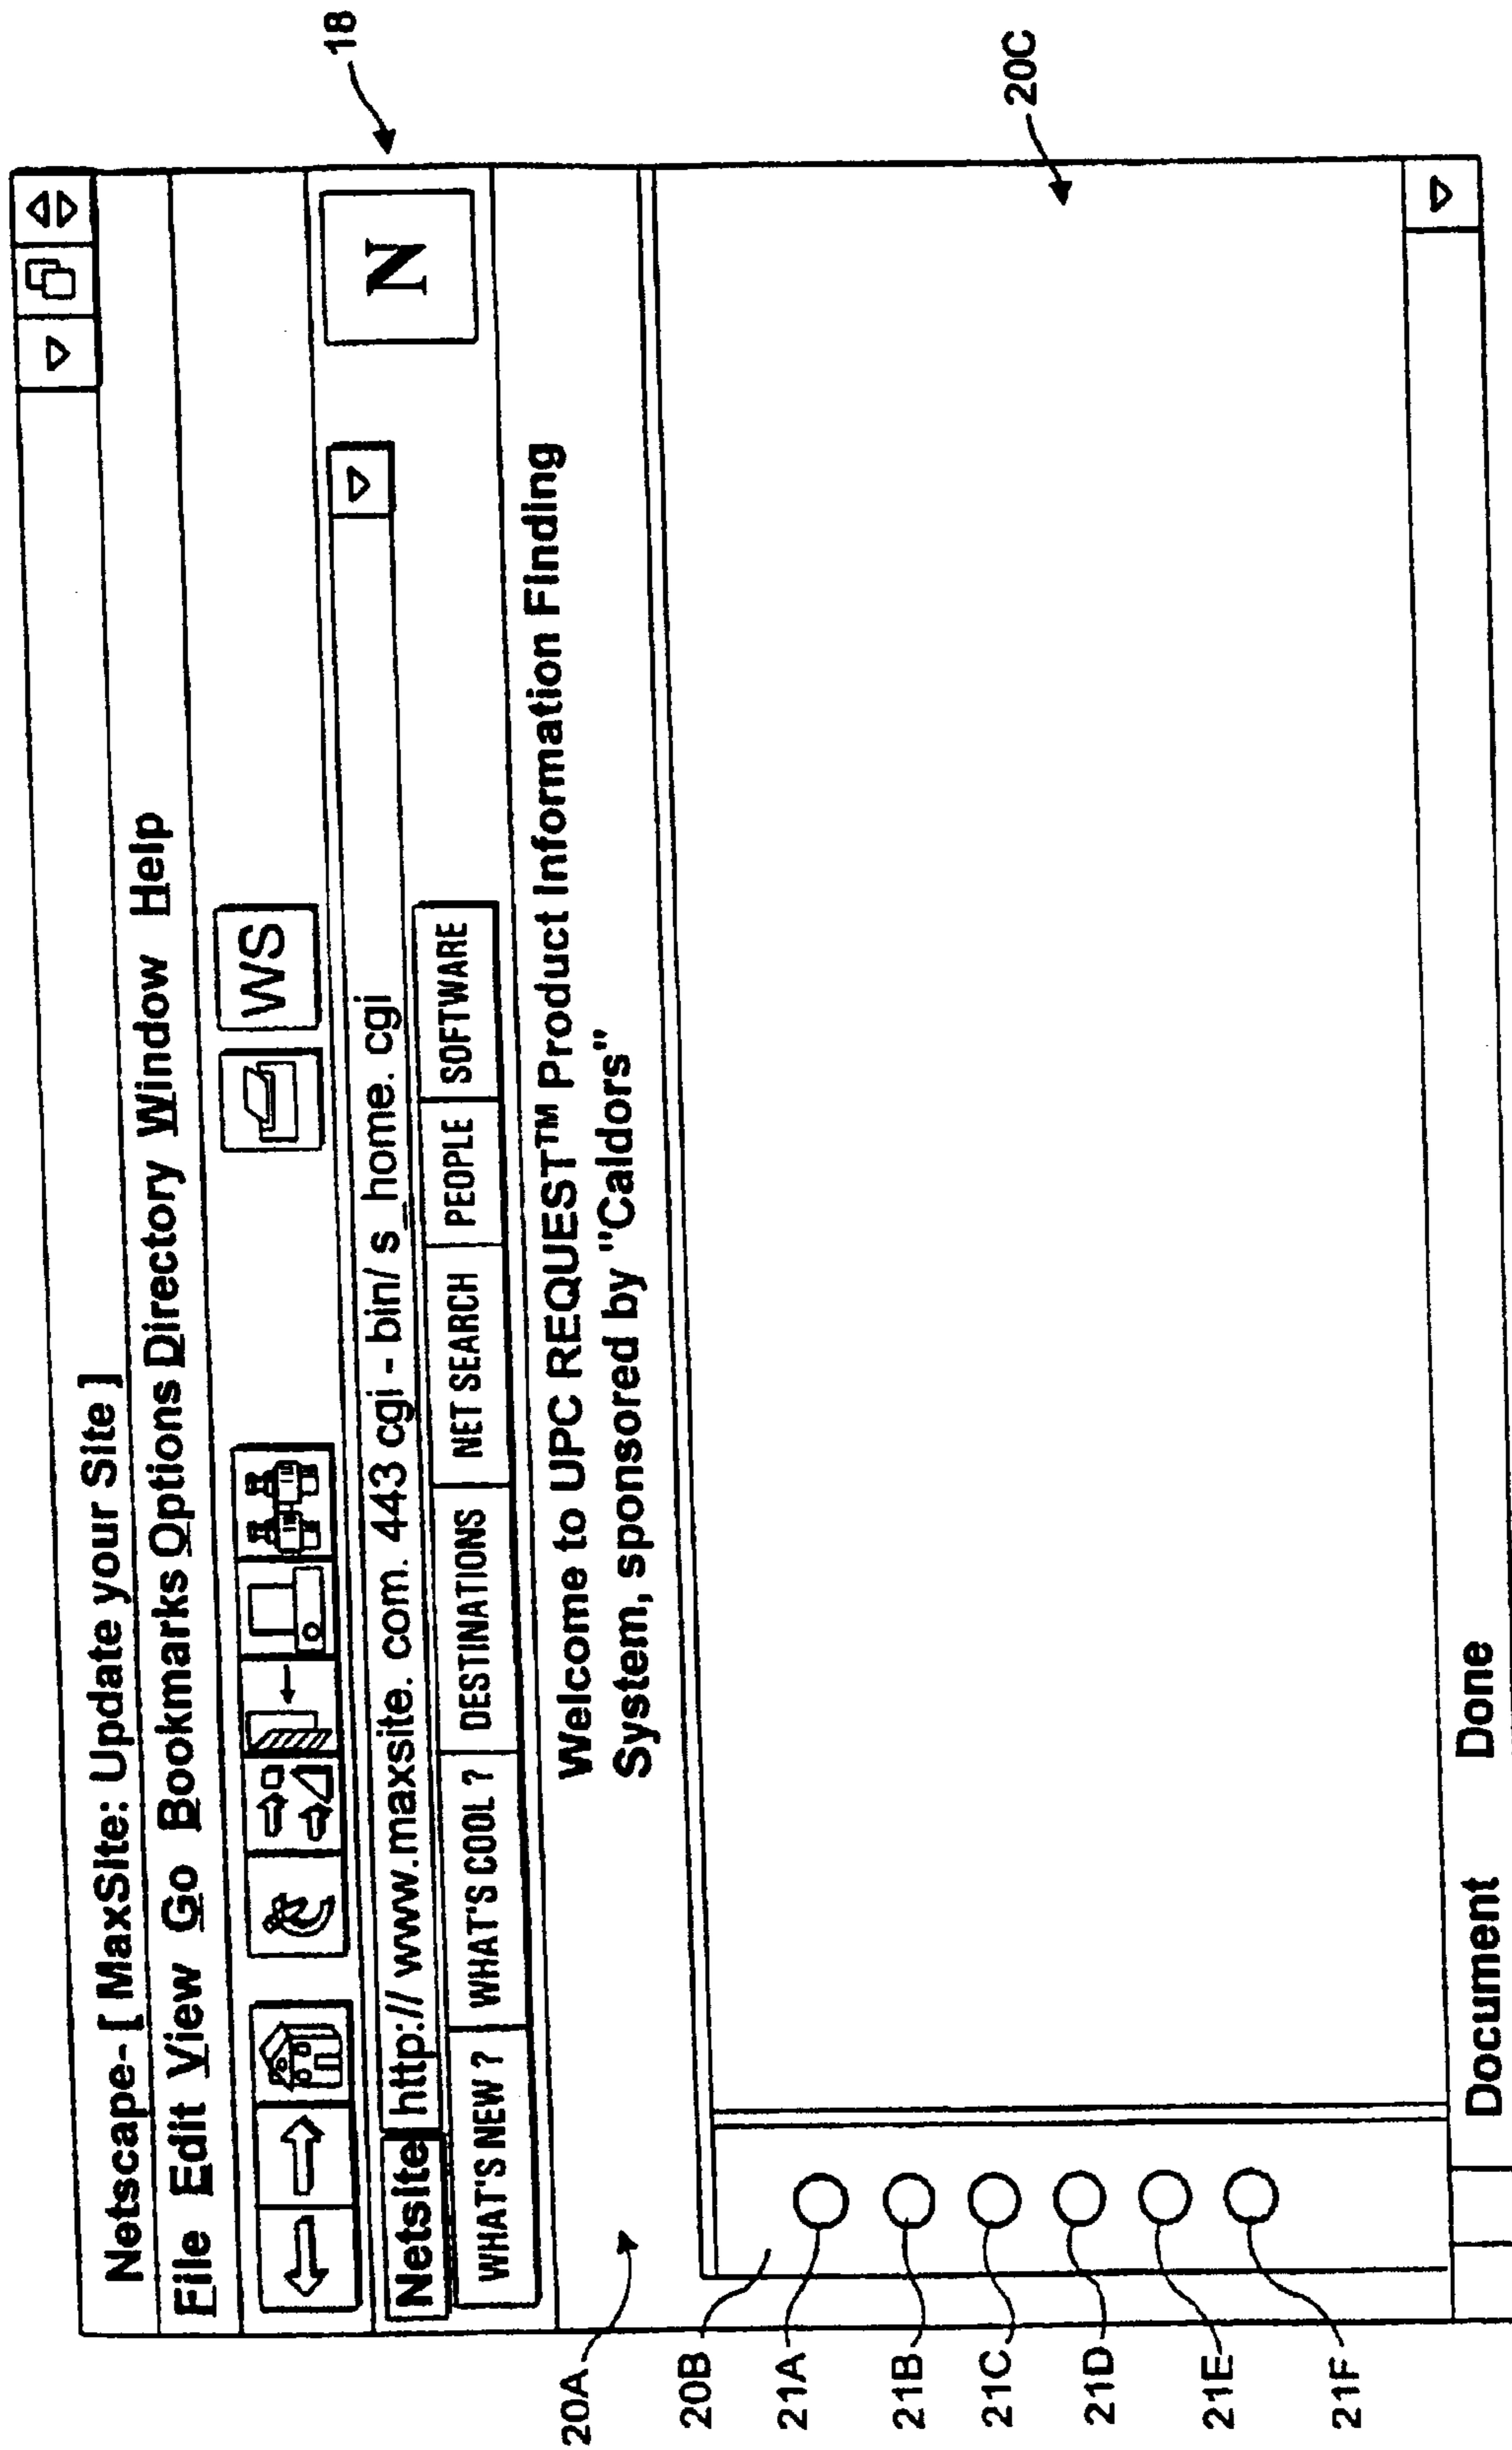 Netscape- [ MaxSite: Update your Site ]
File Edit View Go Bookmarks Options Directory Window Help
WS
18
N
Netsite http:// www.maxsite. com. 443 cgi - bin/ s_home. cgi
WHAT'S NEW ? WHAT'S COOL ? DESTINATIONS NET SEARCH PEOPLE SOFTWARE
Welcome to UPC REQUEST™ Product Information Finding
System, sponsored by "Caldors"
20A
20B
20C
21A
21B
21C
21D
21E
21F
Document Done